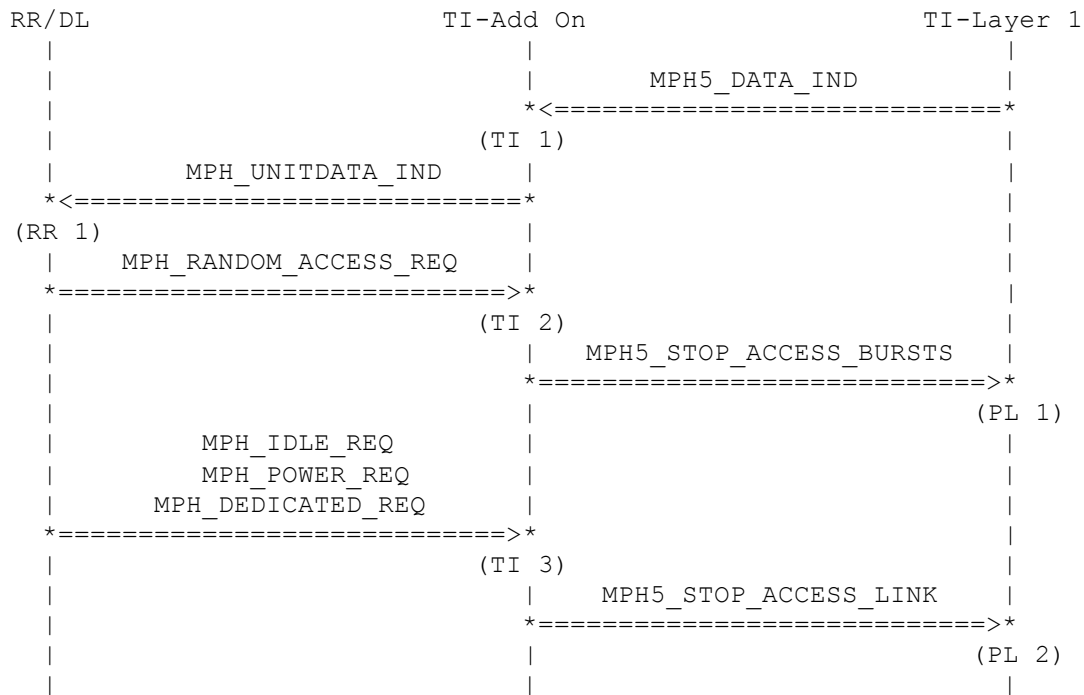 RR/DL TI-Add On TI-Layer 1
MPH5_DATA_IND
(TI 1)
MPH_UNITDATA_IND
(RR 1)
MPH_RANDOM_ACCESS_REQ
(TI 2)
MPH5_STOP_ACCESS_BURSTS
(PL 1)
MPH_IDLE_REQ
MPH_POWER_REQ
MPH_DEDICATED_REQ
(TI 3)
MPH5_STOP_ACCESS_LINK
(PL 2)